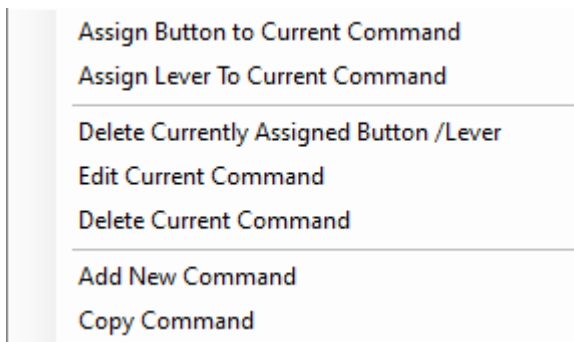 Assign Button to Current Command
Assign Lever To Current Command
Delete Currently Assigned Button /Lever
Edit Current Command
Delete Current Command
Add New Command
Copy Command